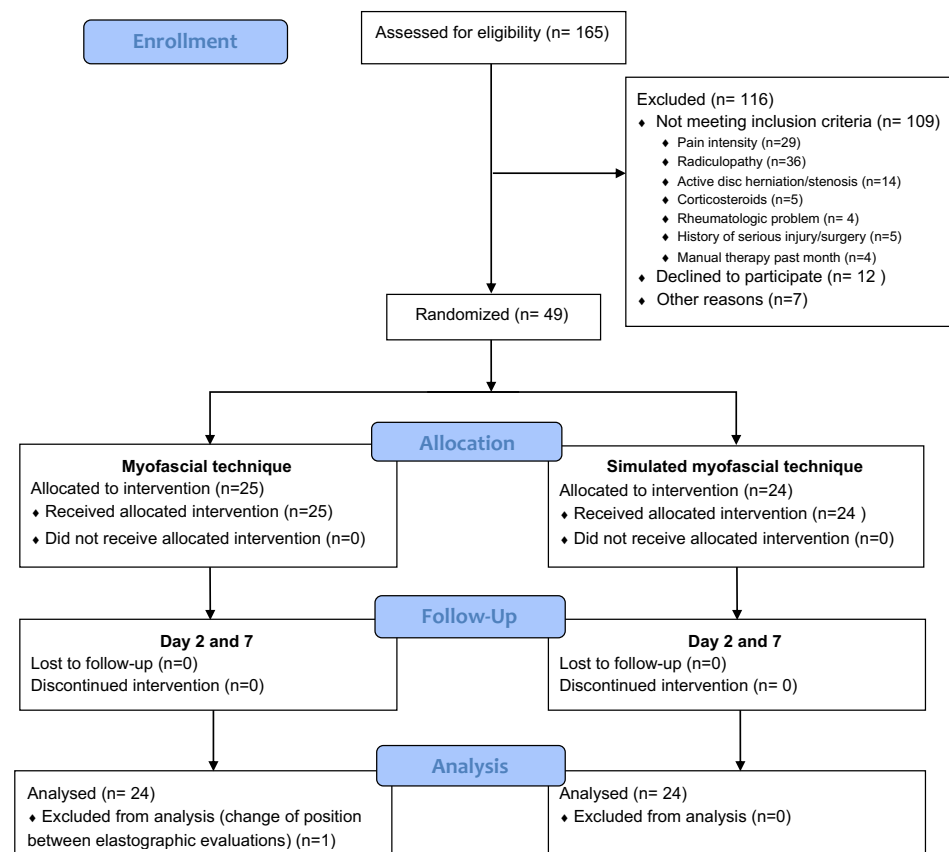 Enrollment
Assessed for eligibility (n= 165)
Excluded (n= 116)
♦ Not meeting inclusion criteria (n= 109)
♦ Pain intensity (n=29)
♦ Radiculopathy (n=36)
♦ Active disc herniation/stenosis (n=14)
♦ Corticosteroids (n=5)
♦ Rheumatologic problem (n= 4)
♦ History of serious injury/surgery (n=5)
♦ Manual therapy past month (n=4)
♦ Declined to participate (n= 12 )
♦ Other reasons (n=7)
Randomized (n= 49)
Allocation
Myofascial technique
Allocated to intervention (n=25)
♦ Received allocated intervention (n=25)
♦ Did not receive allocated intervention (n=0)
Simulated myofascial technique
Allocated to intervention (n=24)
♦ Received allocated intervention (n=24 )
♦ Did not receive allocated intervention (n=0)
Follow-Up
Day 2 and 7
Lost to follow-up (n=0)
Discontinued intervention (n=0)
Day 2 and 7
Lost to follow-up (n=0)
Discontinued intervention (n= 0)
Analysis
Analysed (n= 24)
♦ Excluded from analysis (change of position
between elastographic evaluations) (n=1)
Analysed (n= 24)
♦ Excluded from analysis (n=0)